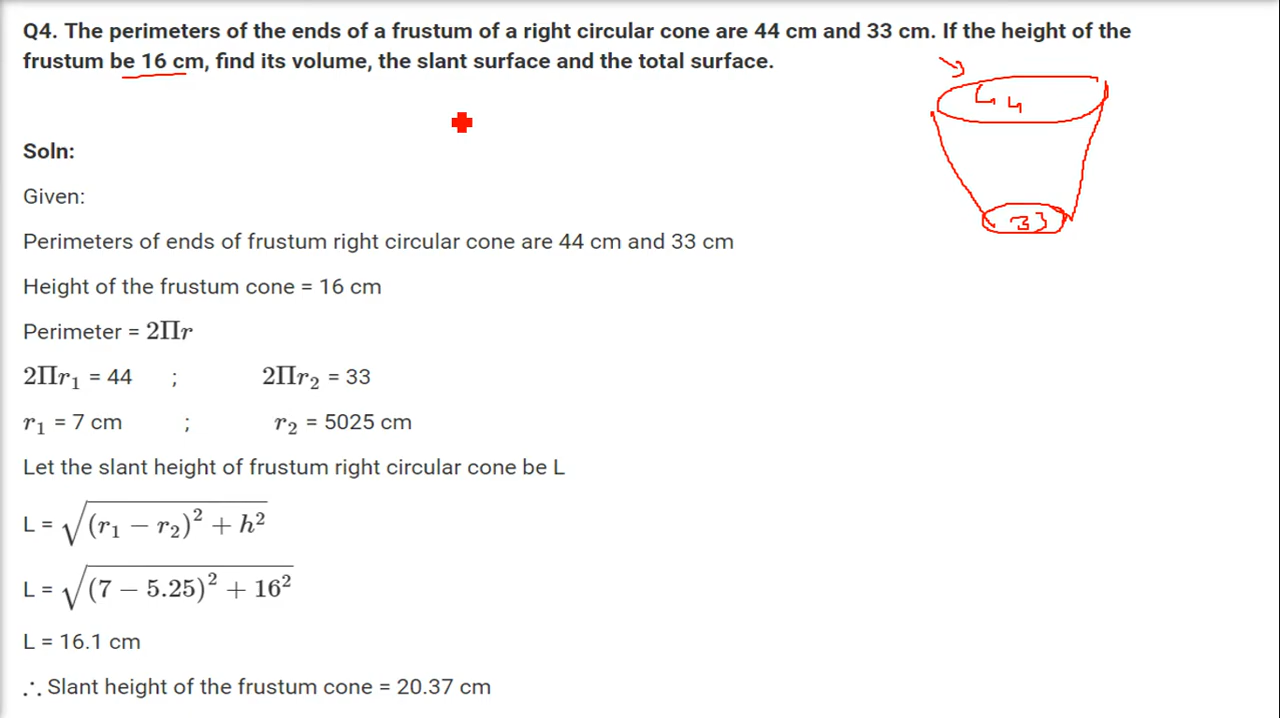 Q4. The perimeters of the ends of a frustum of a right circular cone are 44 cm and 33 cm. If the height of the
frustum be 16 cm, find its volume, the slant surface and the total surface.
44
33
Soln:
Given:
Perimeters of ends of frustum right circular cone are 44 cm and 33 cm
Height of the frustum cone = 16 cm
Perimeter = 2Πr
2Πr₁ = 44 ; 2Πr₂ = 33
r₁ = 7 cm ; r₂ = 5025 cm
Let the slant height of frustum right circular cone be L
L = √((r₁ − r₂)² + h²)
L = √((7 − 5.25)² + 16²)
L = 16.1 cm
∴ Slant height of the frustum cone = 20.37 cm